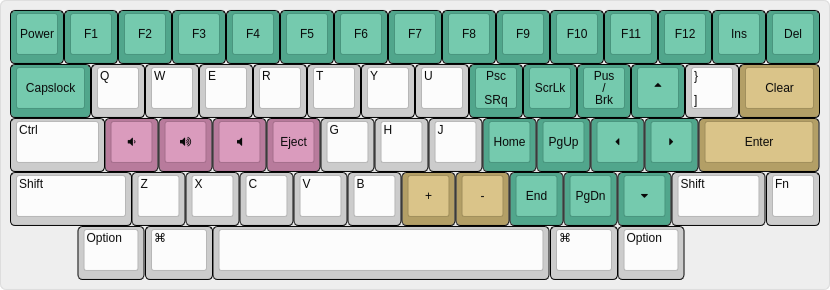 Power F1 F2 F3 F4 F5 F6 F7 F8 F9 F10 F11 F12 Ins Del
Capslock Q W E R T Y U Psc SRq ScrLk Pus / Brk } ] Clear
Ctrl Eject G H J Home PgUp Enter
Shift Z X C V B + - End PgDn Shift Fn
Option ⌘ ⌘ Option